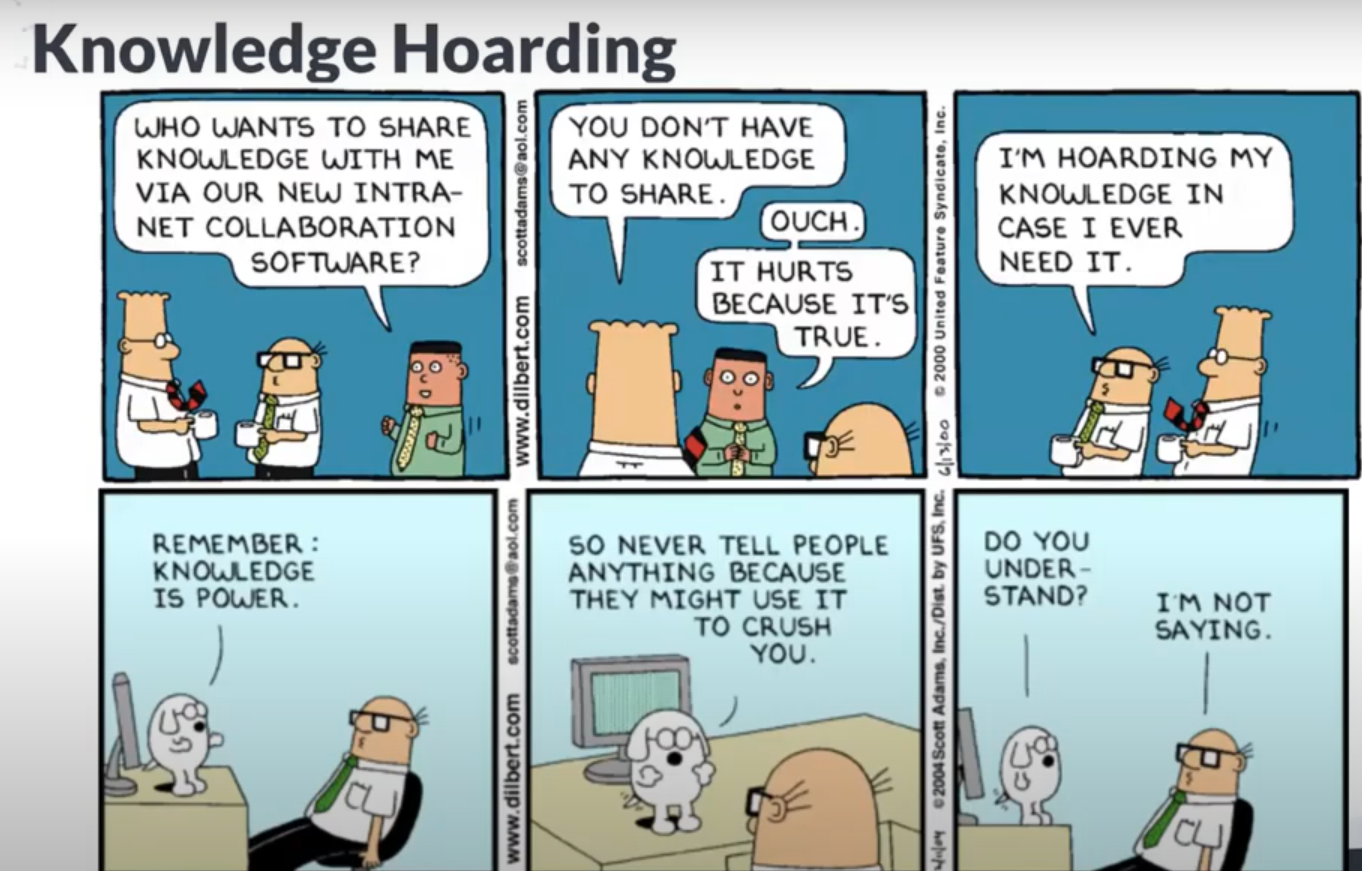 Knowledge Hoarding
WHO WANTS TO SHARE
KNOWLEDGE WITH ME
VIA OUR NEW INTRA-
NET COLLABORATION
SOFTWARE?
www.dilbert.com scottadams@aol.com
YOU DON'T HAVE
ANY KNOWLEDGE
TO SHARE.
OUCH.
IT HURTS
BECAUSE IT'S
TRUE.
6/13/00 © 2000 United Feature Syndicate, Inc.
I'M HOARDING MY
KNOWLEDGE IN
CASE I EVER
NEED IT.
REMEMBER:
KNOWLEDGE
IS POWER.
www.dilbert.com scottadams@aol.com
SO NEVER TELL PEOPLE
ANYTHING BECAUSE
THEY MIGHT USE IT
TO CRUSH
YOU.
©2004 Scott Adams, Inc./Dist. by UFS, Inc.
DO YOU
UNDER-
STAND?
I'M NOT
SAYING.